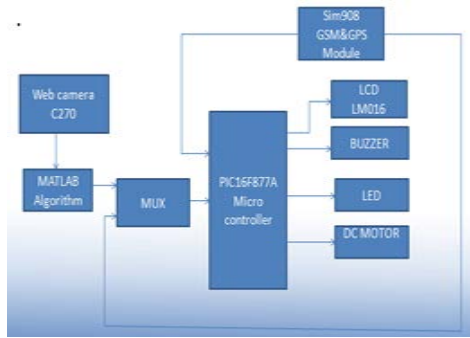 Sim908
GSM&GPS
Module
Web camera
C270
LCD
LM016
BUZZER
MATLAB
Algorithm
MUX
PIC16F877A
Micro
controller
LED
DC MOTOR